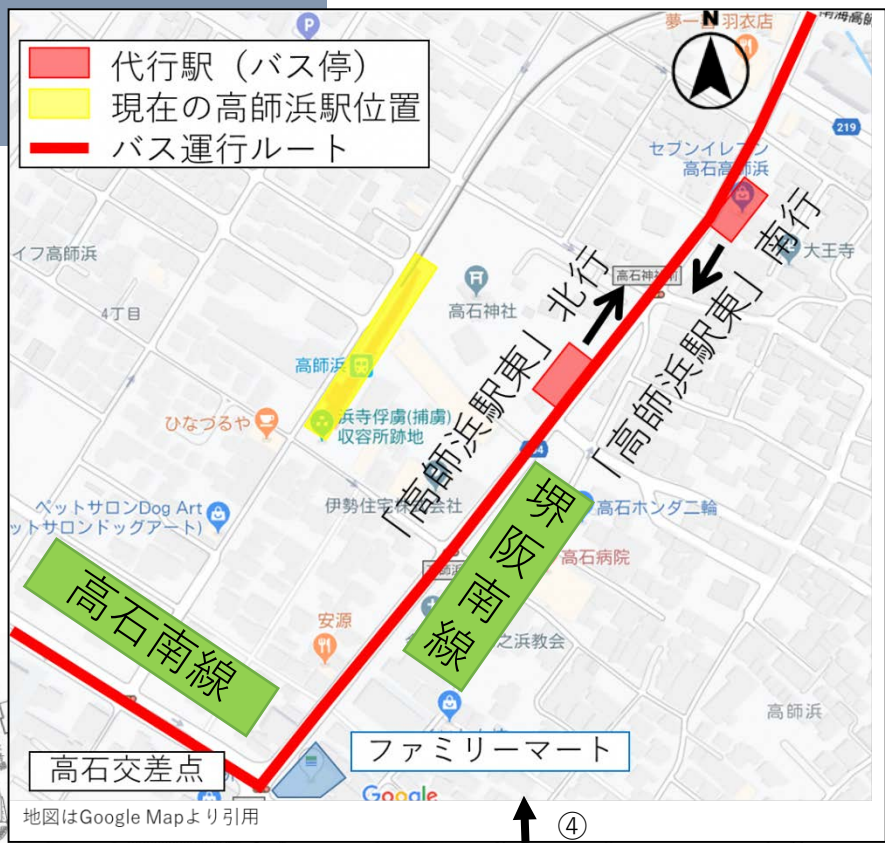 代行駅（バス停）
現在の高師浜駅位置
バス運行ルート
P
N
羽衣店
219
セブンイレブン
高石高師浜
大王寺
イフ高師浜
4丁目
高石神社
「高師浜駅東」北行
「高師浜駅東」南行
高師浜
ひなづるや
浜寺俘虜(捕虜)
収容所跡地
伊勢住宅株式会社
ペットサロンDog Art
ットサロンドッグアート)
高石ホンダ二輪
高石病院
堺阪南線
高石南線
安源
之浜教会
高師浜
ファミリーマート
高石交差点
Google
地図はGoogle Mapより引用
④